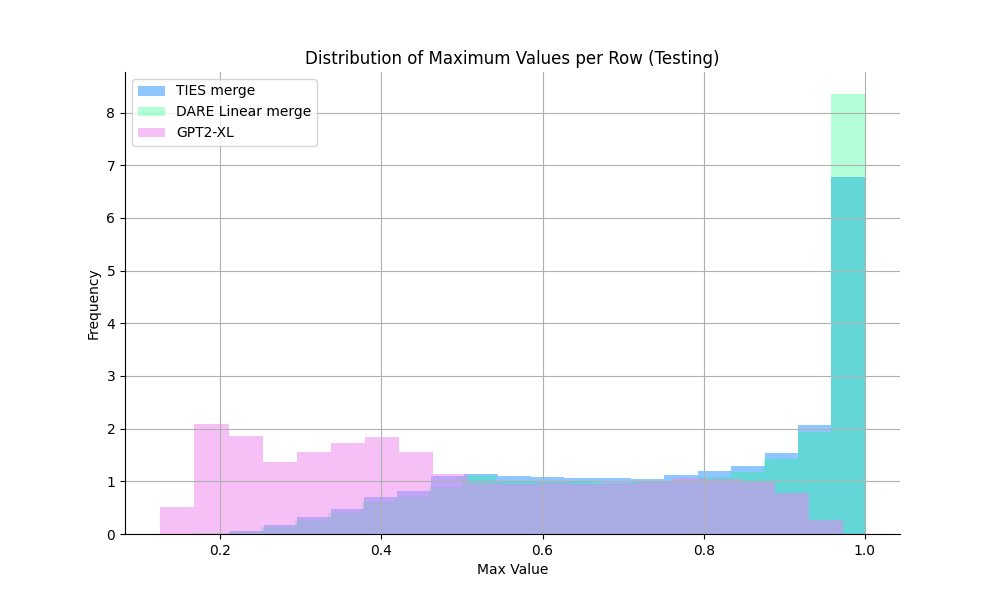 Distribution of Maximum Values per Row (Testing)
TIES merge
DARE Linear merge
GPT2-XL
Frequency
8
7
6
5
4
3
2
1
0
0.2 0.4 0.6 0.8 1.0
Max Value